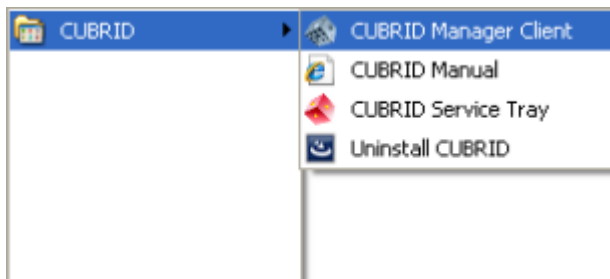 CUBRID
CUBRID Manager Client
CUBRID Manual
CUBRID Service Tray
Uninstall CUBRID